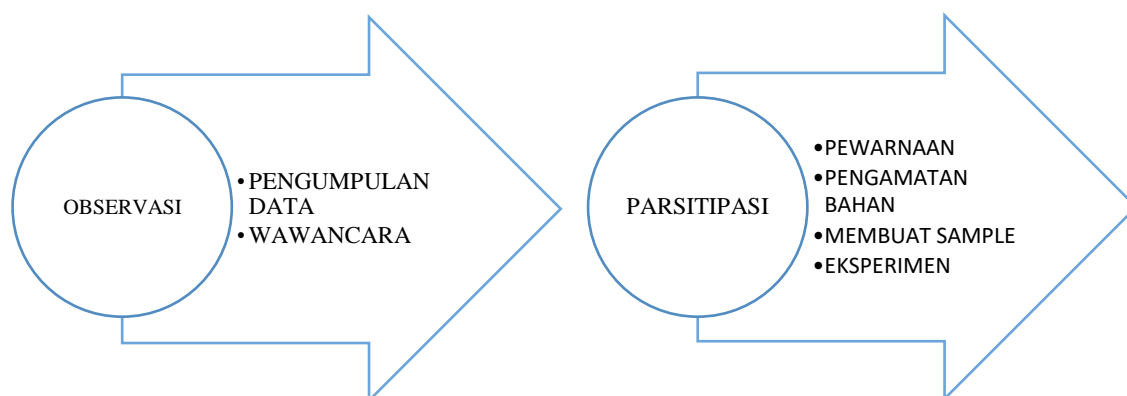 OBSERVASI
•PENGUMPULAN
DATA
•WAWANCARA
PARSITIPASI
•PEWARNAAN
•PENGAMATAN
BAHAN
•MEMBUAT SAMPLE
•EKSPERIMEN